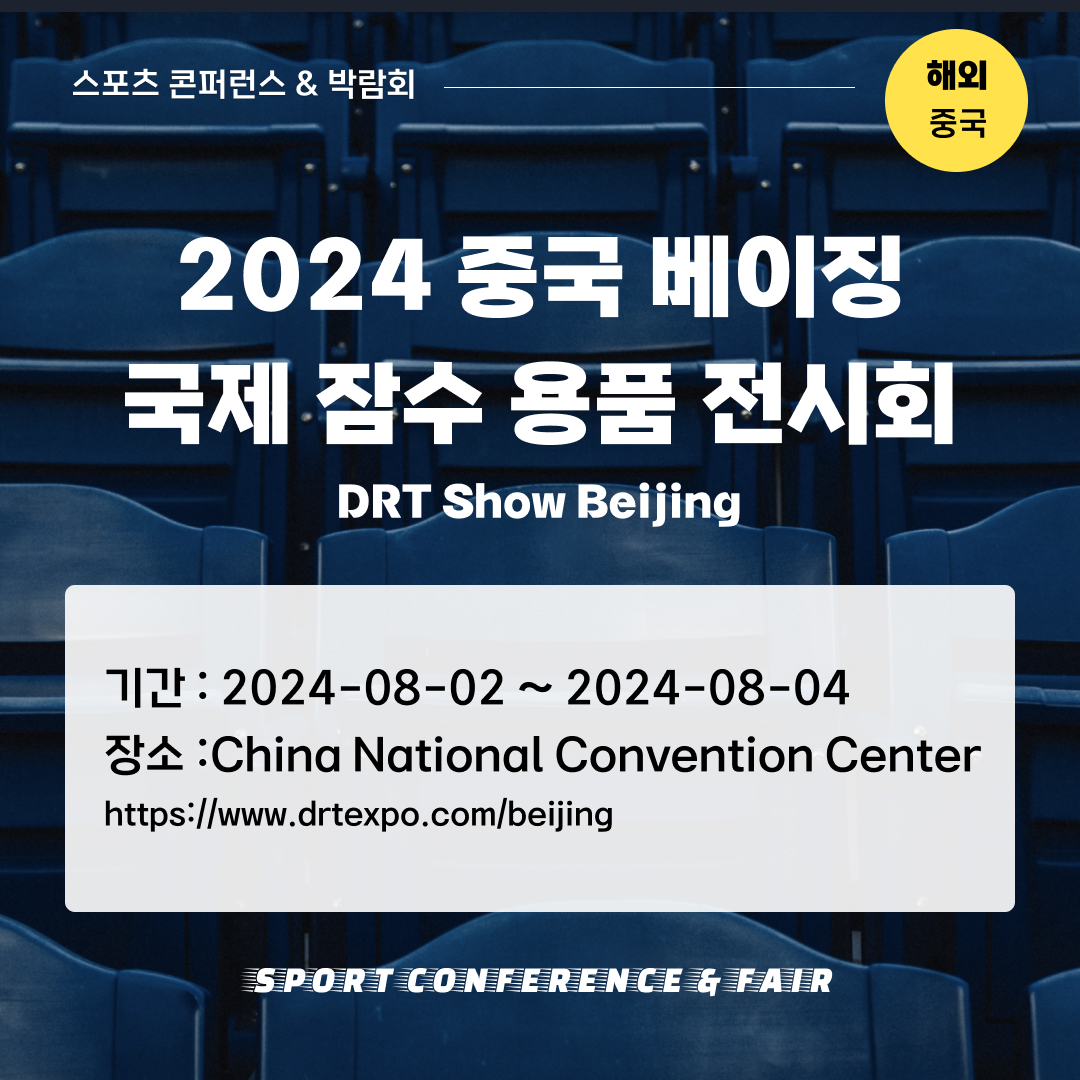 스포츠 콘퍼런스 & 박람회
해외
중국
2024 중국 베이징
국제 잠수 용품 전시회
DRT Show Beijing
기간 : 2024-08-02 ~ 2024-08-04
장소 :China National Convention Center
https://www.drtexpo.com/beijing
SPORT CONFERENCE & FAIR